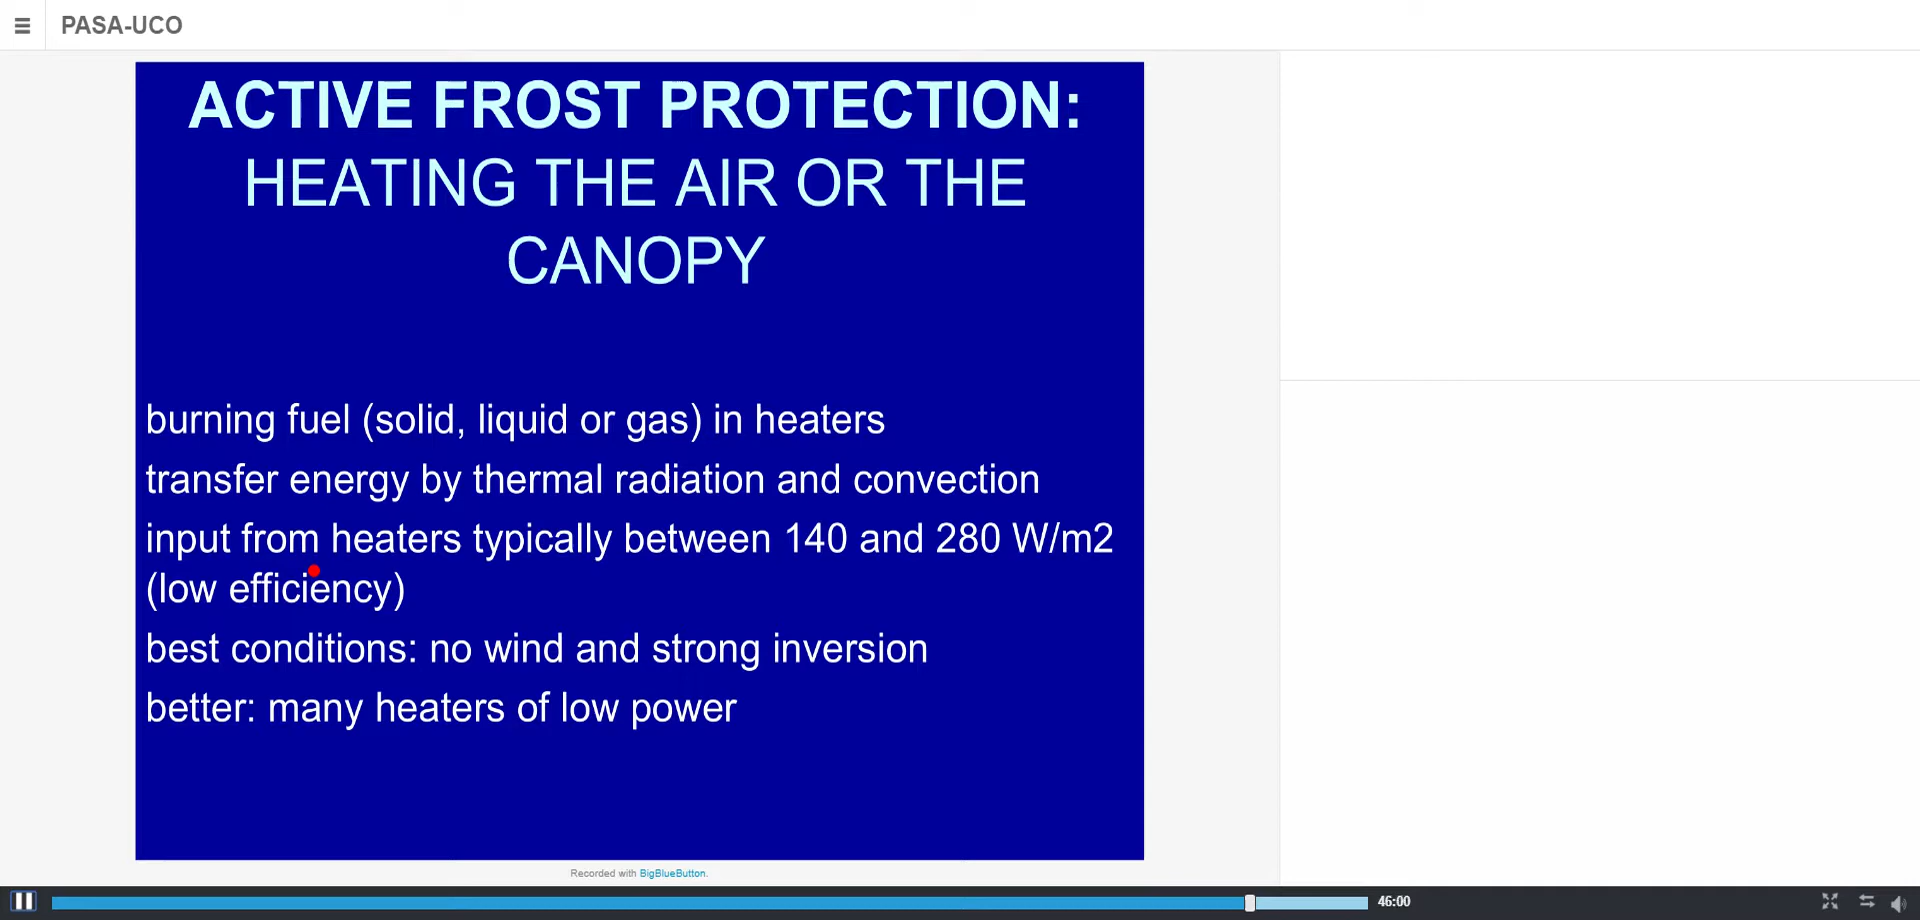 PASA-UCO
ACTIVE FROST PROTECTION:
HEATING THE AIR OR THE
CANOPY
burning fuel (solid, liquid or gas) in heaters
transfer energy by thermal radiation and convection
input from heaters typically between 140 and 280 W/m2
(low efficiency)
best conditions: no wind and strong inversion
better: many heaters of low power
Recorded with BigBlueButton.
46:00